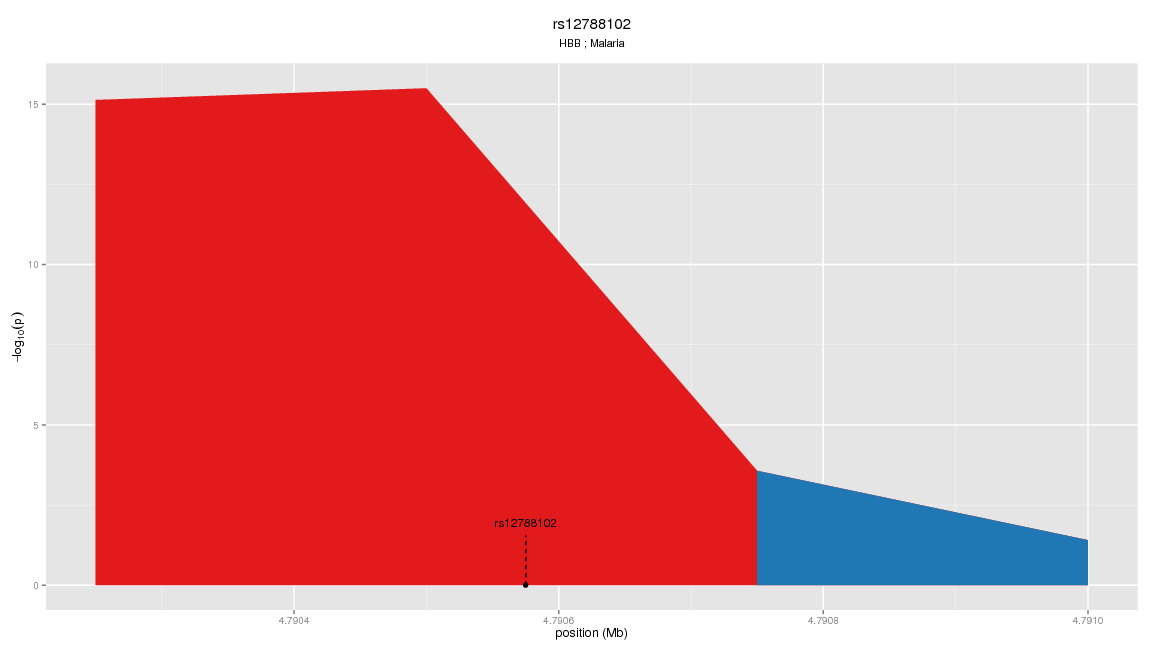 rs12788102
HBB ; Malaria
15
10
5
0
−log10(p)
rs12788102
4.7904
4.7906
4.7908
4.7910
position (Mb)